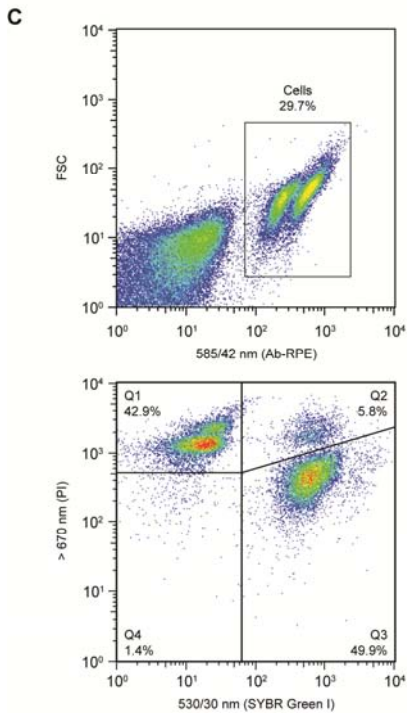 C
10⁴
10³
10²
10¹
10⁰
FSC
Cells
29.7%
10⁰ 10¹ 10² 10³ 10⁴
585/42 nm (Ab-RPE)
10⁴
10³
10²
10¹
10⁰
> 670 nm (PI)
Q1
42.9%
Q2
5.8%
Q4
1.4%
Q3
49.9%
10⁰ 10¹ 10² 10³ 10⁴
530/30 nm (SYBR Green I)